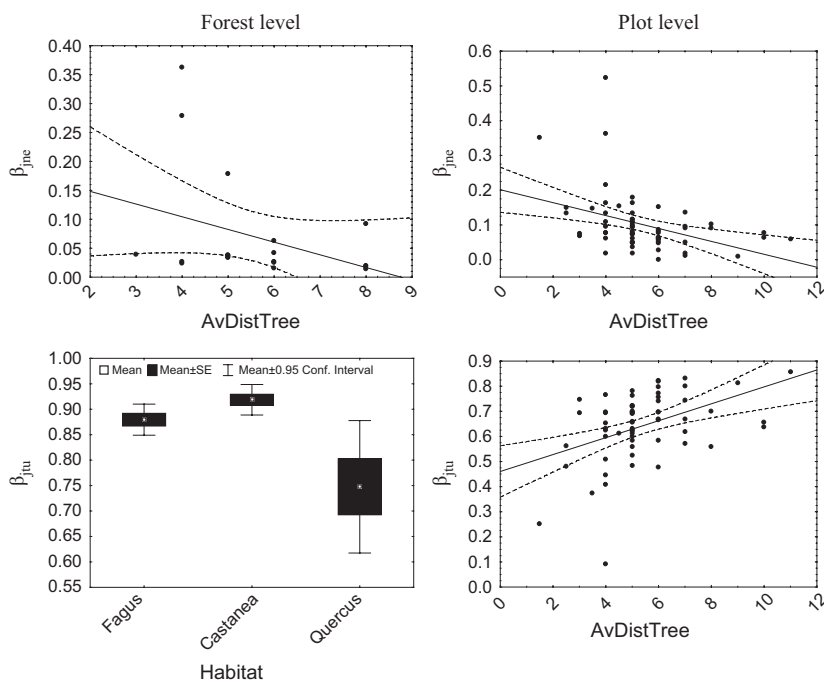 Forest level
Plot level
0.40
0.35
0.30
0.25
0.20
0.15
0.10
0.05
0.00
β_jne
2 3 4 5 6 7 8 9
AvDistTree
0.6
0.5
0.4
0.3
0.2
0.1
0.0
β_jne
0 2 4 6 8 10 12
AvDistTree
1.00
0.95
0.90
0.85
0.80
0.75
0.70
0.65
0.60
0.55
β_jtu
Mean Mean±SE Mean±0.95 Conf. Interval
Fagus Castanea Quercus
Habitat
0.9
0.8
0.7
0.6
0.5
0.4
0.3
0.2
0.1
0.0
β_jtu
0 2 4 6 8 10 12
AvDistTree